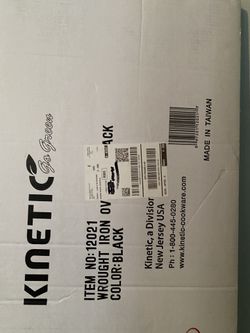 KINETIC
Go Green
ITEM NO: 12021
WROUGHT IRON OV ACK
COLOR: BLACK
Kinetic, a Division
New Jersey USA
Ph : 1-800-445-0280
www.kinetic-cookware.com
MADE IN TAIWAN